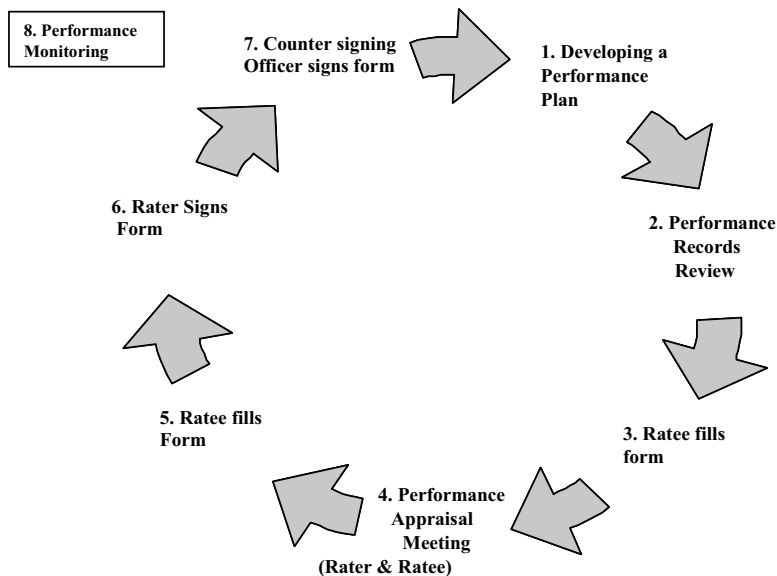 8. Performance
Monitoring
7. Counter signing
Officer signs form
1. Developing a
Performance
Plan
2. Performance
Records
Review
3. Ratee fills
form
4. Performance
Appraisal
Meeting
(Rater & Ratee)
5. Ratee fills
Form
6. Rater Signs
Form